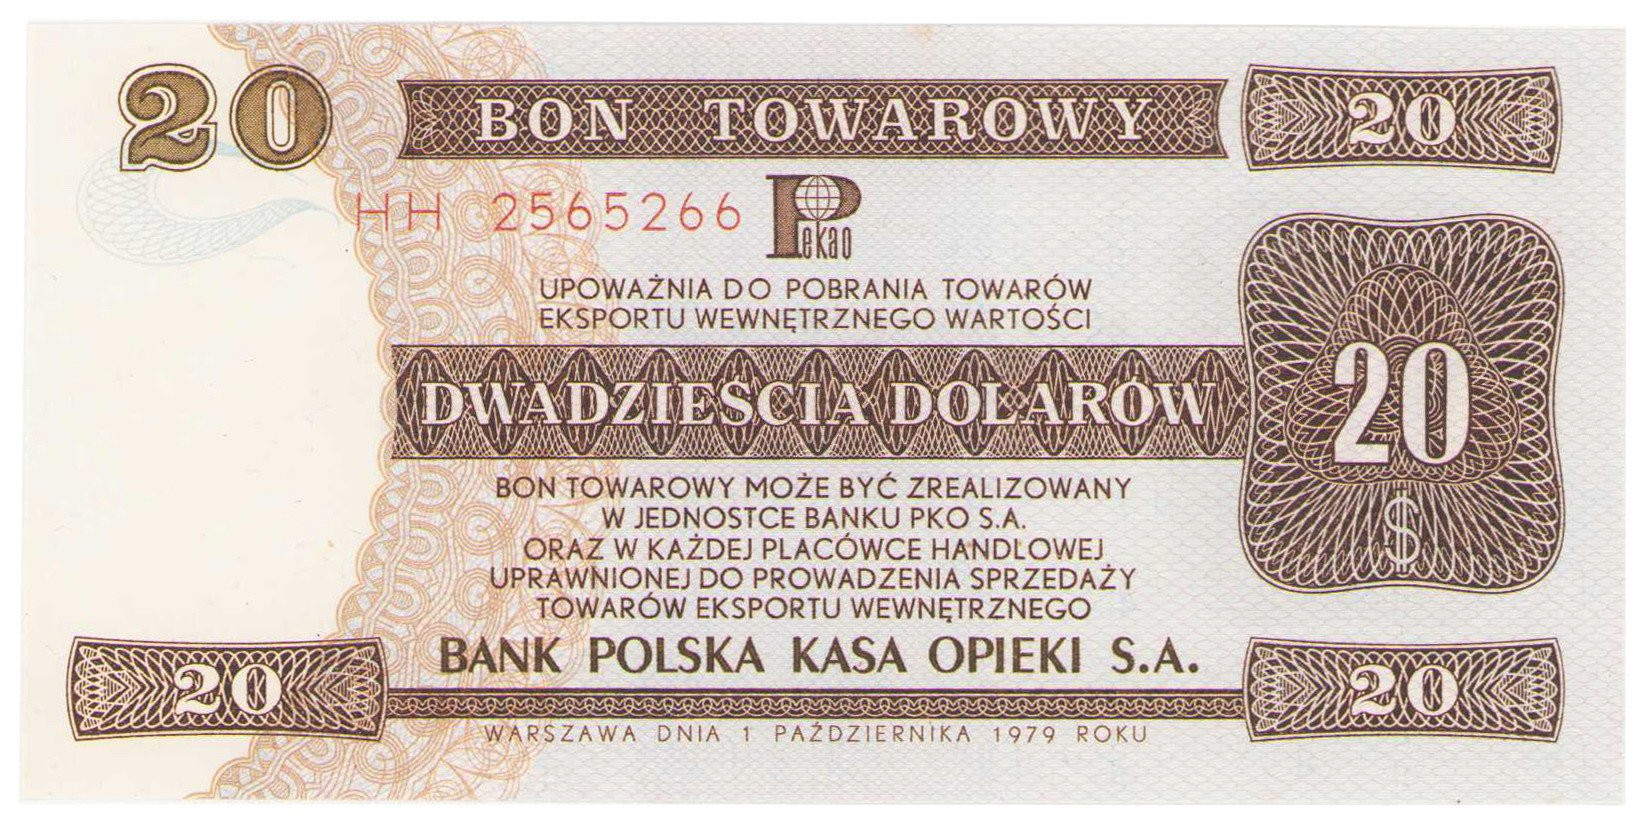 20 BON TOWAROWY 20
HH 2565266 Pekao
UPOWAŻNIA DO POBRANIA TOWARÓW
EKSPORTU WEWNĘTRZNEGO WARTOŚCI
DWADZIEŚCIA DOLARÓW 20
$
BON TOWAROWY MOŻE BYĆ ZREALIZOWANY
W JEDNOSTCE BANKU PKO S.A.
ORAZ W KAŻDEJ PLACÓWCE HANDLOWEJ
UPRAWNIONEJ DO PROWADZENIA SPRZEDAŻY
TOWARÓW EKSPORTU WEWNĘTRZNEGO
BANK POLSKA KASA OPIEKI S.A.
20 20
WARSZAWA DNIA 1 PAŹDZIERNIKA 1979 ROKU